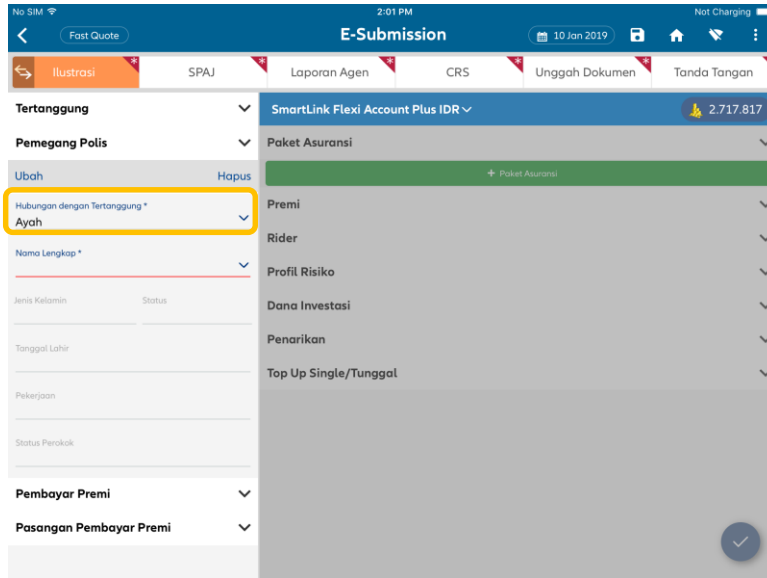 No SIM 2:01 PM Not Charging
Fast Quote E-Submission 10 Jan 2019
Ilustrasi SPAJ Laporan Agen CRS Unggah Dokumen Tanda Tangan
Tertanggung
Pemegang Polis
Ubah Hapus
Hubungan dengan Tertanggung *
Ayah
Nama Lengkap *
Jenis Kelamin Status
Tanggal Lahir
Pekerjaan
Status Perokok
Pembayar Premi
Pasangan Pembayar Premi
SmartLink Flexi Account Plus IDR 2.717.817
Paket Asuransi
+ Paket Asuransi
Premi
Rider
Profil Risiko
Dana Investasi
Penarikan
Top Up Single/Tunggal